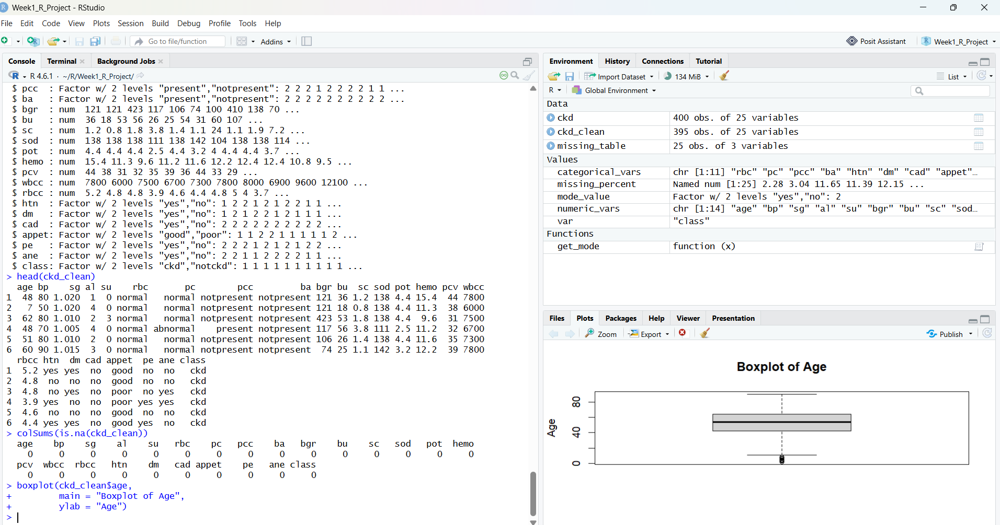 Week1_R_Project - RStudio
File Edit Code View Plots Session Build Debug Profile Tools Help
Go to file/function Addins Posit Assistant Week1_R_Project
Console Terminal Background Jobs
R 4.6.1 · ~/R/Week1_R_Project/
$ pcc  : Factor w/ 2 levels "present","notpresent": 2 2 2 1 2 2 2 2 1 1 ...
$ ba   : Factor w/ 2 levels "present","notpresent": 2 2 2 2 2 2 2 2 2 2 ...
$ bgr  : num  121 121 423 117 106 74 100 410 138 70 ...
$ bu   : num  36 18 53 56 26 25 54 31 60 107 ...
$ sc   : num  1.2 0.8 1.8 3.8 1.4 1.1 24 1.1 1.9 7.2 ...
$ sod  : num  138 138 138 111 138 142 104 138 138 114 ...
$ pot  : num  4.4 4.4 4.4 2.5 4.4 3.2 4 4.4 4.4 3.7 ...
$ hemo : num  15.4 11.3 9.6 11.2 11.6 12.2 12.4 12.4 10.8 9.5 ...
$ pcv  : num  44 38 31 32 35 39 36 44 33 29 ...
$ wbcc : num  7800 6000 7500 6700 7300 7800 8000 6900 9600 12100 ...
$ rbcc : num  5.2 4.8 4.8 3.9 4.6 4.4 4.8 5 4 3.7 ...
$ htn  : Factor w/ 2 levels "yes","no": 1 2 2 1 2 1 2 2 1 1 ...
$ dm   : Factor w/ 2 levels "yes","no": 1 2 1 2 2 1 2 1 1 1 ...
$ cad  : Factor w/ 2 levels "yes","no": 2 2 2 2 2 2 2 2 2 2 ...
$ appet: Factor w/ 2 levels "good","poor": 1 1 2 2 1 1 1 1 1 2 ...
$ pe   : Factor w/ 2 levels "yes","no": 2 2 2 1 2 1 2 1 2 2 ...
$ ane  : Factor w/ 2 levels "yes","no": 2 2 1 1 2 2 2 2 1 1 ...
$ class: Factor w/ 2 levels "ckd","notckd": 1 1 1 1 1 1 1 1 1 1 ...
> head(ckd_clean)
age bp sg al su rbc pc pcc ba bgr bu sc sod pot hemo pcv wbcc
1 48 80 1.020 1 0 normal normal notpresent notpresent 121 36 1.2 138 4.4 15.4 44 7800
2 7 50 1.020 4 0 normal normal notpresent notpresent 121 18 0.8 138 4.4 11.3 38 6000
3 62 80 1.010 2 3 normal normal notpresent notpresent 423 53 1.8 138 4.4 9.6 31 7500
4 48 70 1.005 4 0 normal abnormal present notpresent 117 56 3.8 111 2.5 11.2 32 6700
5 51 80 1.010 2 0 normal normal notpresent notpresent 106 26 1.4 138 4.4 11.6 35 7300
6 60 90 1.015 3 0 normal normal notpresent notpresent 74 25 1.1 142 3.2 12.2 39 7800
rbcc htn dm cad appet pe ane class
1 5.2 yes yes no good no no ckd
2 4.8 no no no good no no ckd
3 4.8 no yes no poor no yes ckd
4 3.9 yes no no poor yes yes ckd
5 4.6 no no no good no no ckd
6 4.4 yes yes no good yes no ckd
> colSums(is.na(ckd_clean))
age bp sg al su rbc pc pcc ba bgr bu sc sod pot hemo
0 0 0 0 0 0 0 0 0 0 0 0 0 0 0
pcv wbcc rbcc htn dm cad appet pe ane class
0 0 0 0 0 0 0 0 0 0
> boxplot(ckd_clean$age,
+ main = "Boxplot of Age",
+ ylab = "Age")
>
Environment History Connections Tutorial
Import Dataset 134 MiB List
R Global Environment
Data
ckd 400 obs. of 25 variables
ckd_clean 395 obs. of 25 variables
missing_table 25 obs. of 3 variables
Values
categorical_vars chr [1:11] "rbc" "pc" "pcc" "ba" "htn" "dm" "cad" "appet"…
missing_percent Named num [1:25] 2.28 3.04 11.65 11.39 12.15 ...
mode_value Factor w/ 2 levels "yes","no": 2
numeric_vars chr [1:14] "age" "bp" "sg" "al" "su" "bgr" "bu" "sc" "sod…
var "class"
Functions
get_mode function (x)
Files Plots Packages Help Viewer Presentation
Zoom Export Publish
Boxplot of Age
80
40
0
Age